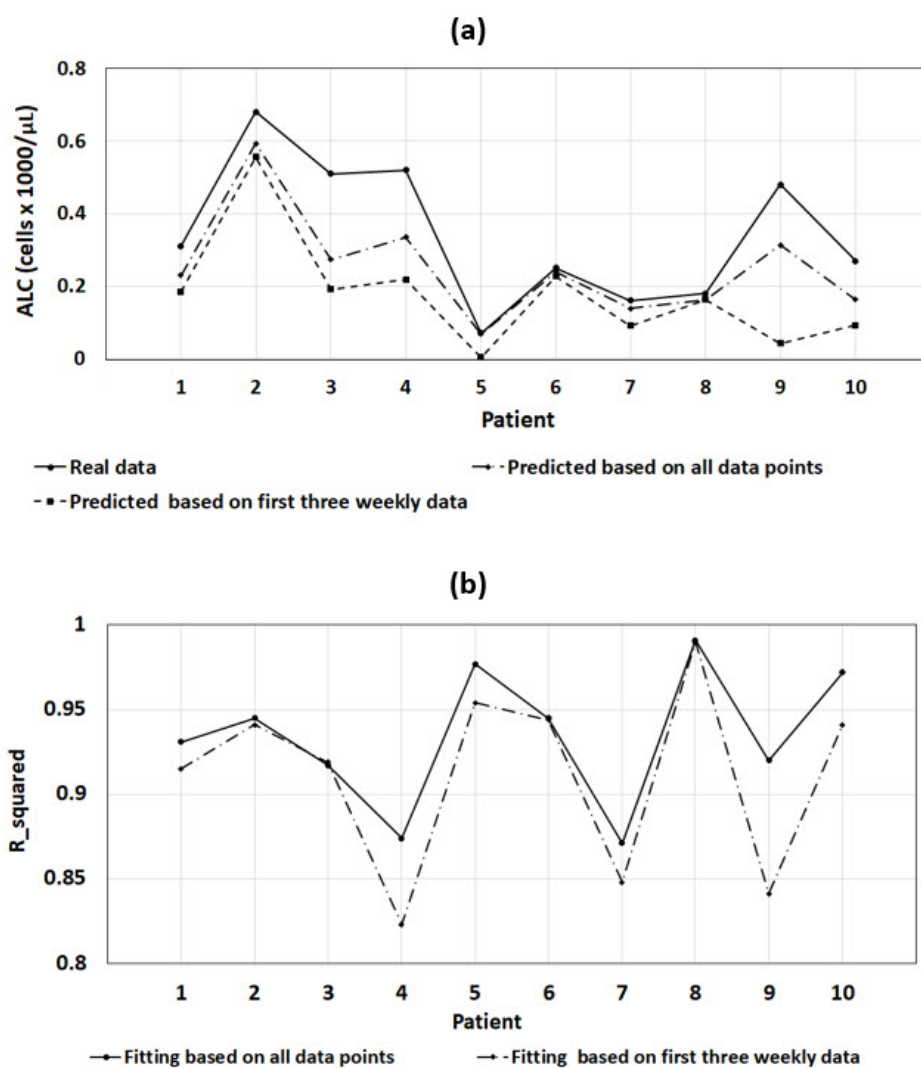 (a)
0.8
0.6
0.4
0.2
0
ALC (cells x 1000/µL)
1 2 3 4 5 6 7 8 9 10
Patient
Real data
Predicted based on all data points
Predicted based on first three weekly data
(b)
1
0.95
0.9
0.85
0.8
R_squared
1 2 3 4 5 6 7 8 9 10
Patient
Fitting based on all data points
Fitting based on first three weekly data